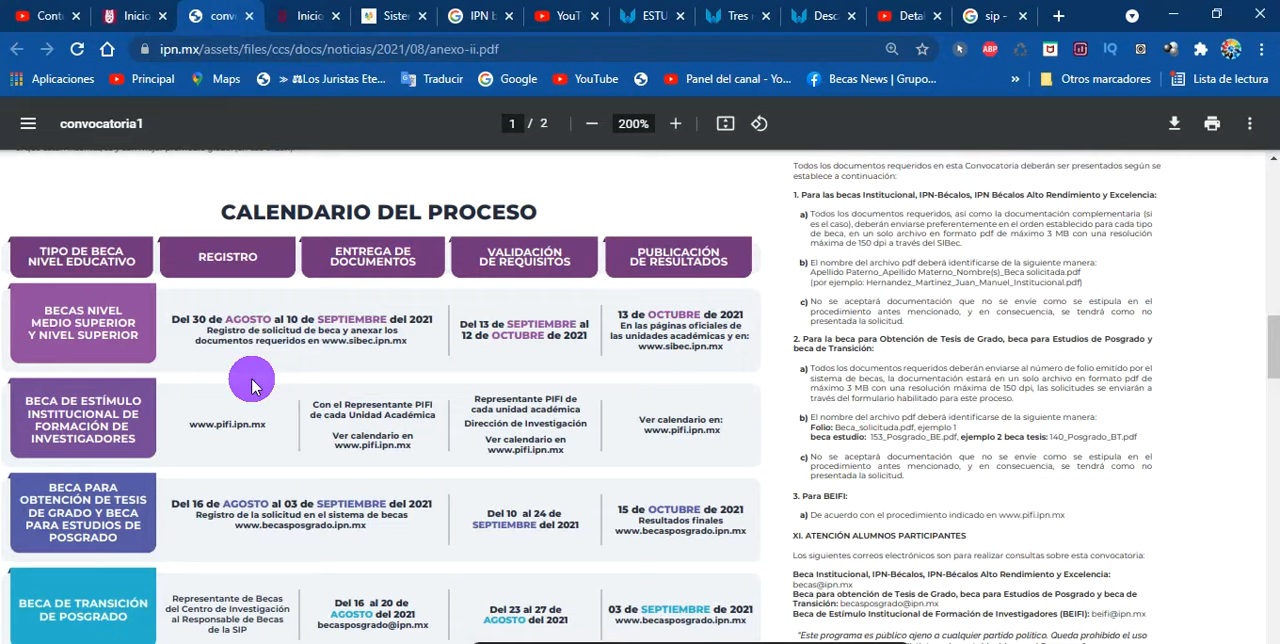 Cont
Inicio
conv
Inicio
Sister
IPN b
YouT
ESTU
Tres
Desc
Detal
sip -
ipn.mx/assets/files/ccs/docs/noticias/2021/08/anexo-ii.pdf
ABP
IQ
Aplicaciones
Principal
Maps
≫ ⚖Los Juristas Ete...
Traducir
Google
YouTube
Panel del canal - Yo...
Becas News | Grupo...
»
Otros marcadores
Lista de lectura
convocatoria1
1 / 2
200%
CALENDARIO DEL PROCESO
TIPO DE BECA
NIVEL EDUCATIVO
REGISTRO
ENTREGA DE
DOCUMENTOS
VALIDACIÓN
DE REQUISITOS
PUBLICACIÓN
DE RESULTADOS
BECAS NIVEL
MEDIO SUPERIOR
Y NIVEL SUPERIOR
Del 30 de AGOSTO al 10 de SEPTIEMBRE del 2021
Registro de solicitud de beca y anexar los
documentos requeridos en www.sibec.ipn.mx
Del 13 de SEPTIEMBRE al
12 de OCTUBRE de 2021
13 de OCTUBRE de 2021
En las páginas oficiales de
las unidades académicas y en:
www.sibec.ipn.mx
BECA DE ESTÍMULO
INSTITUCIONAL DE
FORMACIÓN DE
INVESTIGADORES
www.pifi.ipn.mx
Con el Representante PIFI
de cada Unidad Académica
Ver calendario en
www.pifi.ipn.mx
Representante PIFI de
cada unidad académica
Dirección de Investigación
Ver calendario en
www.pifi.ipn.mx
Ver calendario en:
www.pifi.ipn.mx
BECA PARA
OBTENCIÓN DE TESIS
DE GRADO Y BECA
PARA ESTUDIOS DE
POSGRADO
Del 16 de AGOSTO al 03 de SEPTIEMBRE del 2021
Registro de la solicitud en el sistema de becas
www.becasposgrado.ipn.mx
Del 10 al 24 de
SEPTIEMBRE del 2021
15 de OCTUBRE de 2021
Resultados finales
www.becasposgrado.ipn.mx
BECA DE TRANSICIÓN
DE POSGRADO
Representante de Becas
del Centro de Investigación
al Responsable de Becas
de la SIP
Del 16 al 20 de
AGOSTO del 2021
becasposgrado@ipn.mx
Del 23 al 27 de
AGOSTO del 2021
03 de SEPTIEMBRE de 2021
www.becasposgrado.ipn.mx
Todos los documentos requeridos en esta Convocatoria deberán ser presentados según se
establece a continuación:
1. Para las becas Institucional, IPN-Bécalos, IPN Bécalos Alto Rendimiento y Excelencia:
a) Todos los documentos requeridos, así como la documentación complementaria (si
es el caso), deberán enviarse preferentemente en el orden establecido para cada tipo
de beca, en un solo archivo en formato pdf de máximo 3 MB con una resolución
máxima de 150 dpi a través del SIBec.
b) El nombre del archivo pdf deberá identificarse de la siguiente manera:
Apellido Paterno_Apellido Materno_Nombre(s)_Beca solicitada.pdf
(por ejemplo: Hernandez_Martinez_Juan_Manuel_Institucional.pdf)
c) No se aceptará documentación que no se envíe como se estipula en el
procedimiento antes mencionado y, en consecuencia, se tendrá como no
presentada la solicitud.
2. Para la beca para Obtención de Tesis de Grado, beca para Estudios de Posgrado y
beca de Transición:
a) Todos los documentos requeridos deberán enviarse al número de folio emitido por el
sistema de becas, la documentación estará en un solo archivo en formato pdf de
máximo 3 MB con una resolución máxima de 150 dpi, las solicitudes se enviarán a
través del formulario habilitado para este proceso.
b) El nombre del archivo pdf deberá identificarse de la siguiente manera:
Folio: Beca_solicituda.pdf, ejemplo 1
beca estudio: 153_Posgrado_BE.pdf, ejemplo 2 beca tesis: 140_Posgrado_BT.pdf
c) No se aceptará documentación que no se envíe como se estipula en el
procedimiento antes mencionado, y en consecuencia, se tendrá como no
presentada la solicitud.
3. Para BEIFI:
a) De acuerdo con el procedimiento indicado en www.pifi.ipn.mx
XI. ATENCIÓN ALUMNOS PARTICIPANTES
Los siguientes correos electrónicos son para realizar consultas sobre esta convocatoria:
Beca Institucional, IPN-Bécalos, IPN-Bécalos Alto Rendimiento y Excelencia:
becas@ipn.mx
Beca para obtención de Tesis de Grado, beca para Estudios de Posgrado y beca de
Transición: becasposgrado@ipn.mx
Beca de Estímulo Institucional de Formación de Investigadores (BEIFI): beifi@ipn.mx
"Este programa es público ajeno a cualquier partido político. Queda prohibido el uso